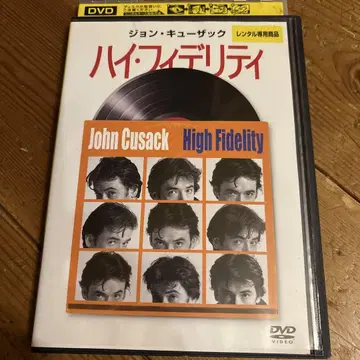 DVD
ジョン・キューザック
レンタル専用商品
ハイ・フィデリティ
John Cusack High Fidelity
DVD
VIDEO